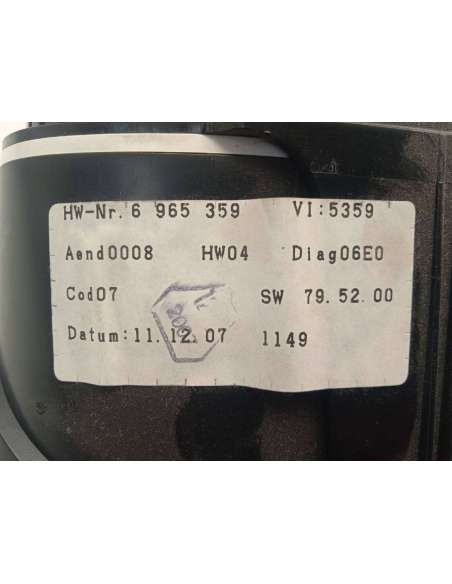 HW-Nr. 6 965 359 VI:5359
Aend0008 HW04 Diag06E0
Cod07 SW 79.52.00
Datum:11.12.07 1149